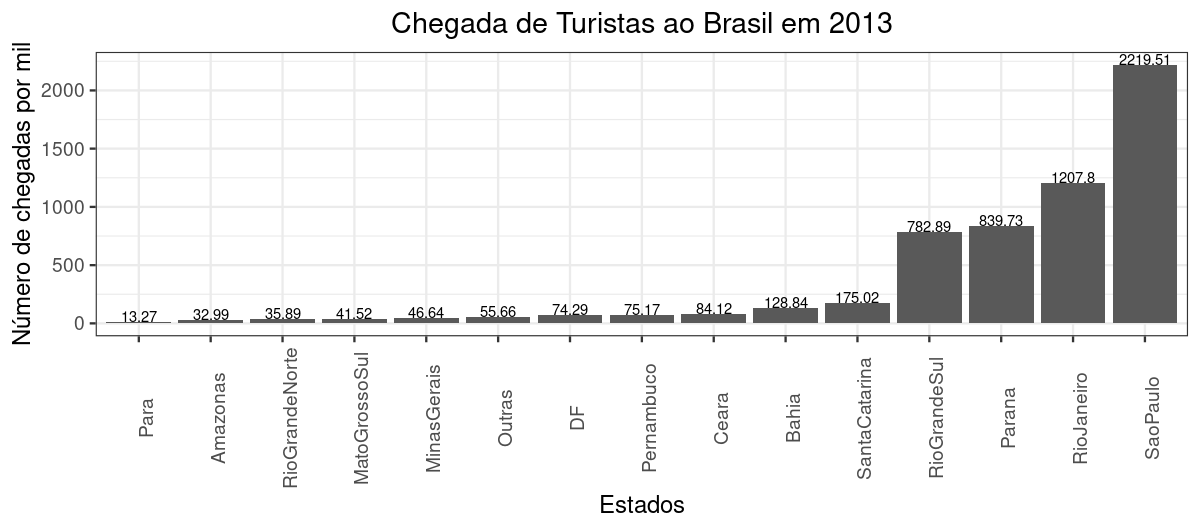 Chegada de Turistas ao Brasil em 2013
Número de chegadas por mil
2000
1500
1000
500
0
13.27
32.99
35.89
41.52
46.64
55.66
74.29
75.17
84.12
128.84
175.02
782.89
839.73
1207.8
2219.51
Para
Amazonas
RioGrandeNorte
MatoGrossoSul
MinasGerais
Outras
DF
Pernambuco
Ceara
Bahia
SantaCatarina
RioGrandeSul
Parana
RioJaneiro
SaoPaulo
Estados